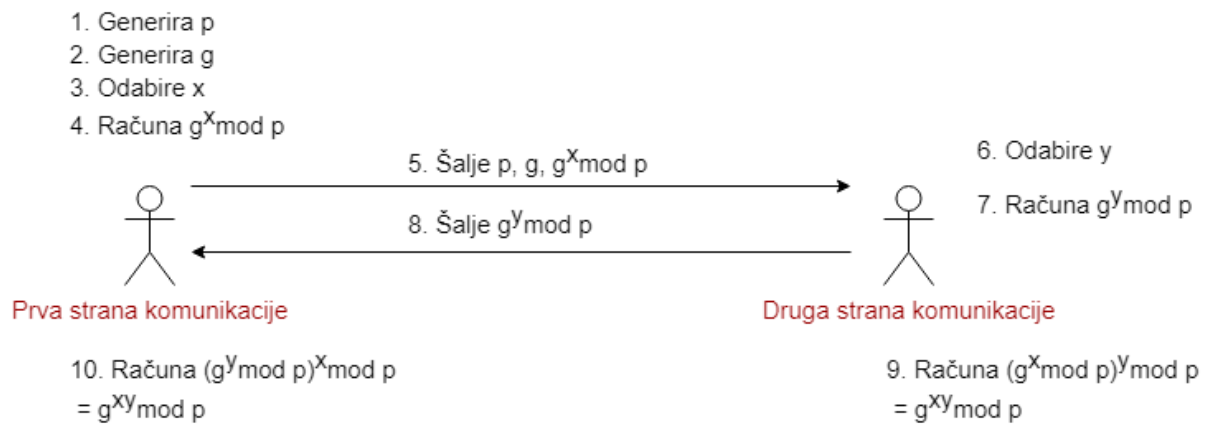 1. Generira p
2. Generira g
3. Odabire x
4. Računa g^x mod p
5. Šalje p, g, g^x mod p
6. Odabire y
7. Računa g^y mod p
8. Šalje g^y mod p
Prva strana komunikacije
Druga strana komunikacije
10. Računa (g^y mod p)^x mod p
= g^xy mod p
9. Računa (g^x mod p)^y mod p
= g^xy mod p